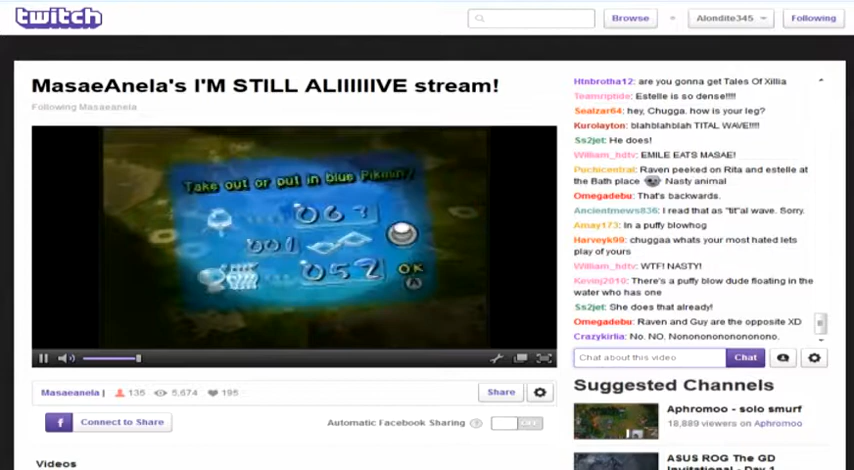 twitch
Browse
Alondite345
Following
MasaeAnela's I'M STILL ALIIIIIIVE stream!
Following Masaeanela
Take out or put in blue Pikmin!
063
001
052
OK
A
Masaeanela |
135
5,674
195
Share
Connect to Share
Automatic Facebook Sharing
OFF
Videos
Htnbrotha12: are you gonna get Tales Of Xillia
Teamriptide: Estelle is so dense!!!!!
Sealzar64: hey, Chugga. how is your leg?
Kurolayton: blahblahblah TITAL WAVE!!!!!
Ss2jet: He does!
William_hdtv: EMILE EATS MASAE!
Puchicentral: Raven peeked on Rita and estelle at
the Bath place Nasty animal
Omegadebu: That's backwards.
Ancientmews836: I read that as "tit"al wave. Sorry.
Amay173: In a puffy blowhog
Harveyk99: chuggaa whats your most hated lets
play of yours
William_hdtv: WTF! NASTY!
Kevmj2010: There's a puffy blow dude floating in the
water who has one
Ss2jet: She does that already!
Omegadebu: Raven and Guy are the opposite XD
Crazykirlia: No. NO. Nononononononononono.
Chat about this video
Chat
Suggested Channels
Aphromoo - solo smurf
18,889 viewers on Aphromoo
ASUS ROG The GD
Invitational - Day 1